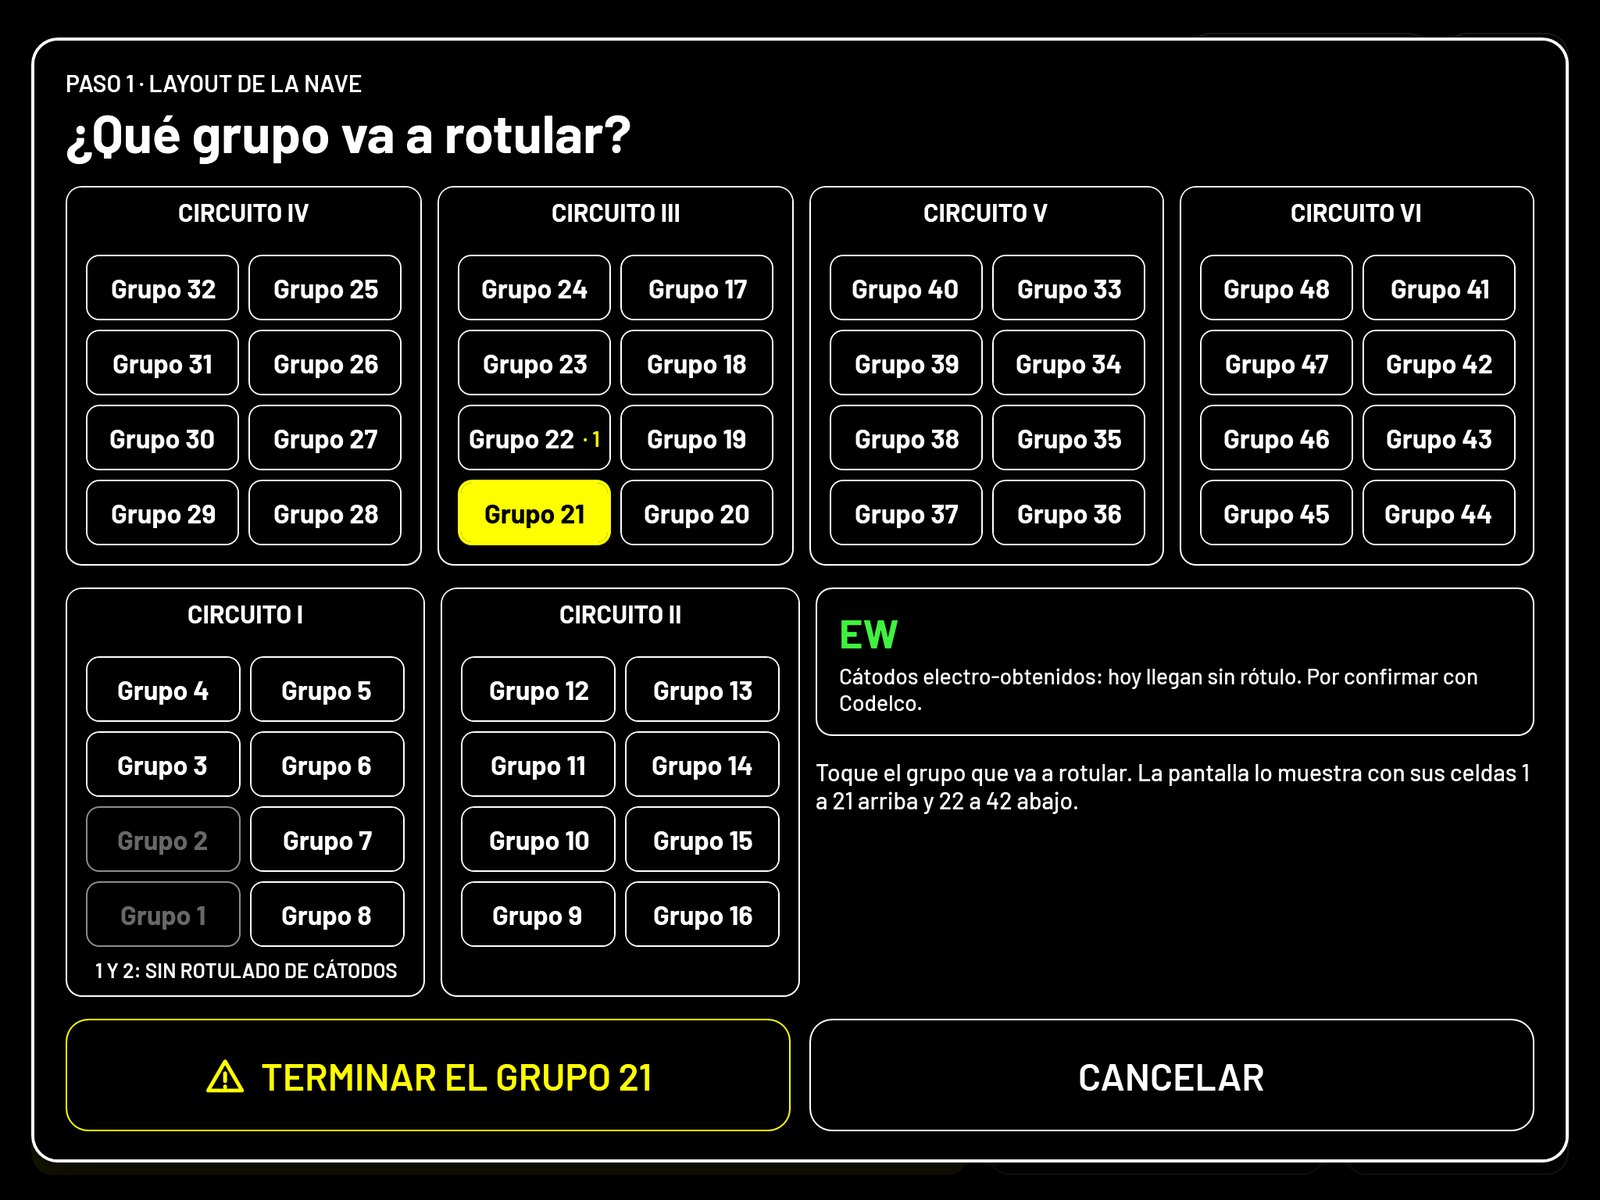 PASO 1 · LAYOUT DE LA NAVE
¿Qué grupo va a rotular?
CIRCUITO IV
Grupo 32 Grupo 25
Grupo 31 Grupo 26
Grupo 30 Grupo 27
Grupo 29 Grupo 28
CIRCUITO III
Grupo 24 Grupo 17
Grupo 23 Grupo 18
Grupo 22 · 1 Grupo 19
Grupo 21 Grupo 20
CIRCUITO V
Grupo 40 Grupo 33
Grupo 39 Grupo 34
Grupo 38 Grupo 35
Grupo 37 Grupo 36
CIRCUITO VI
Grupo 48 Grupo 41
Grupo 47 Grupo 42
Grupo 46 Grupo 43
Grupo 45 Grupo 44
CIRCUITO I
Grupo 4 Grupo 5
Grupo 3 Grupo 6
Grupo 2 Grupo 7
Grupo 1 Grupo 8
1 Y 2: SIN ROTULADO DE CÁTODOS
CIRCUITO II
Grupo 12 Grupo 13
Grupo 11 Grupo 14
Grupo 10 Grupo 15
Grupo 9 Grupo 16
EW
Cátodos electro-obtenidos: hoy llegan sin rótulo. Por confirmar con
Codelco.
Toque el grupo que va a rotular. La pantalla lo muestra con sus celdas 1
a 21 arriba y 22 a 42 abajo.
TERMINAR EL GRUPO 21
CANCELAR